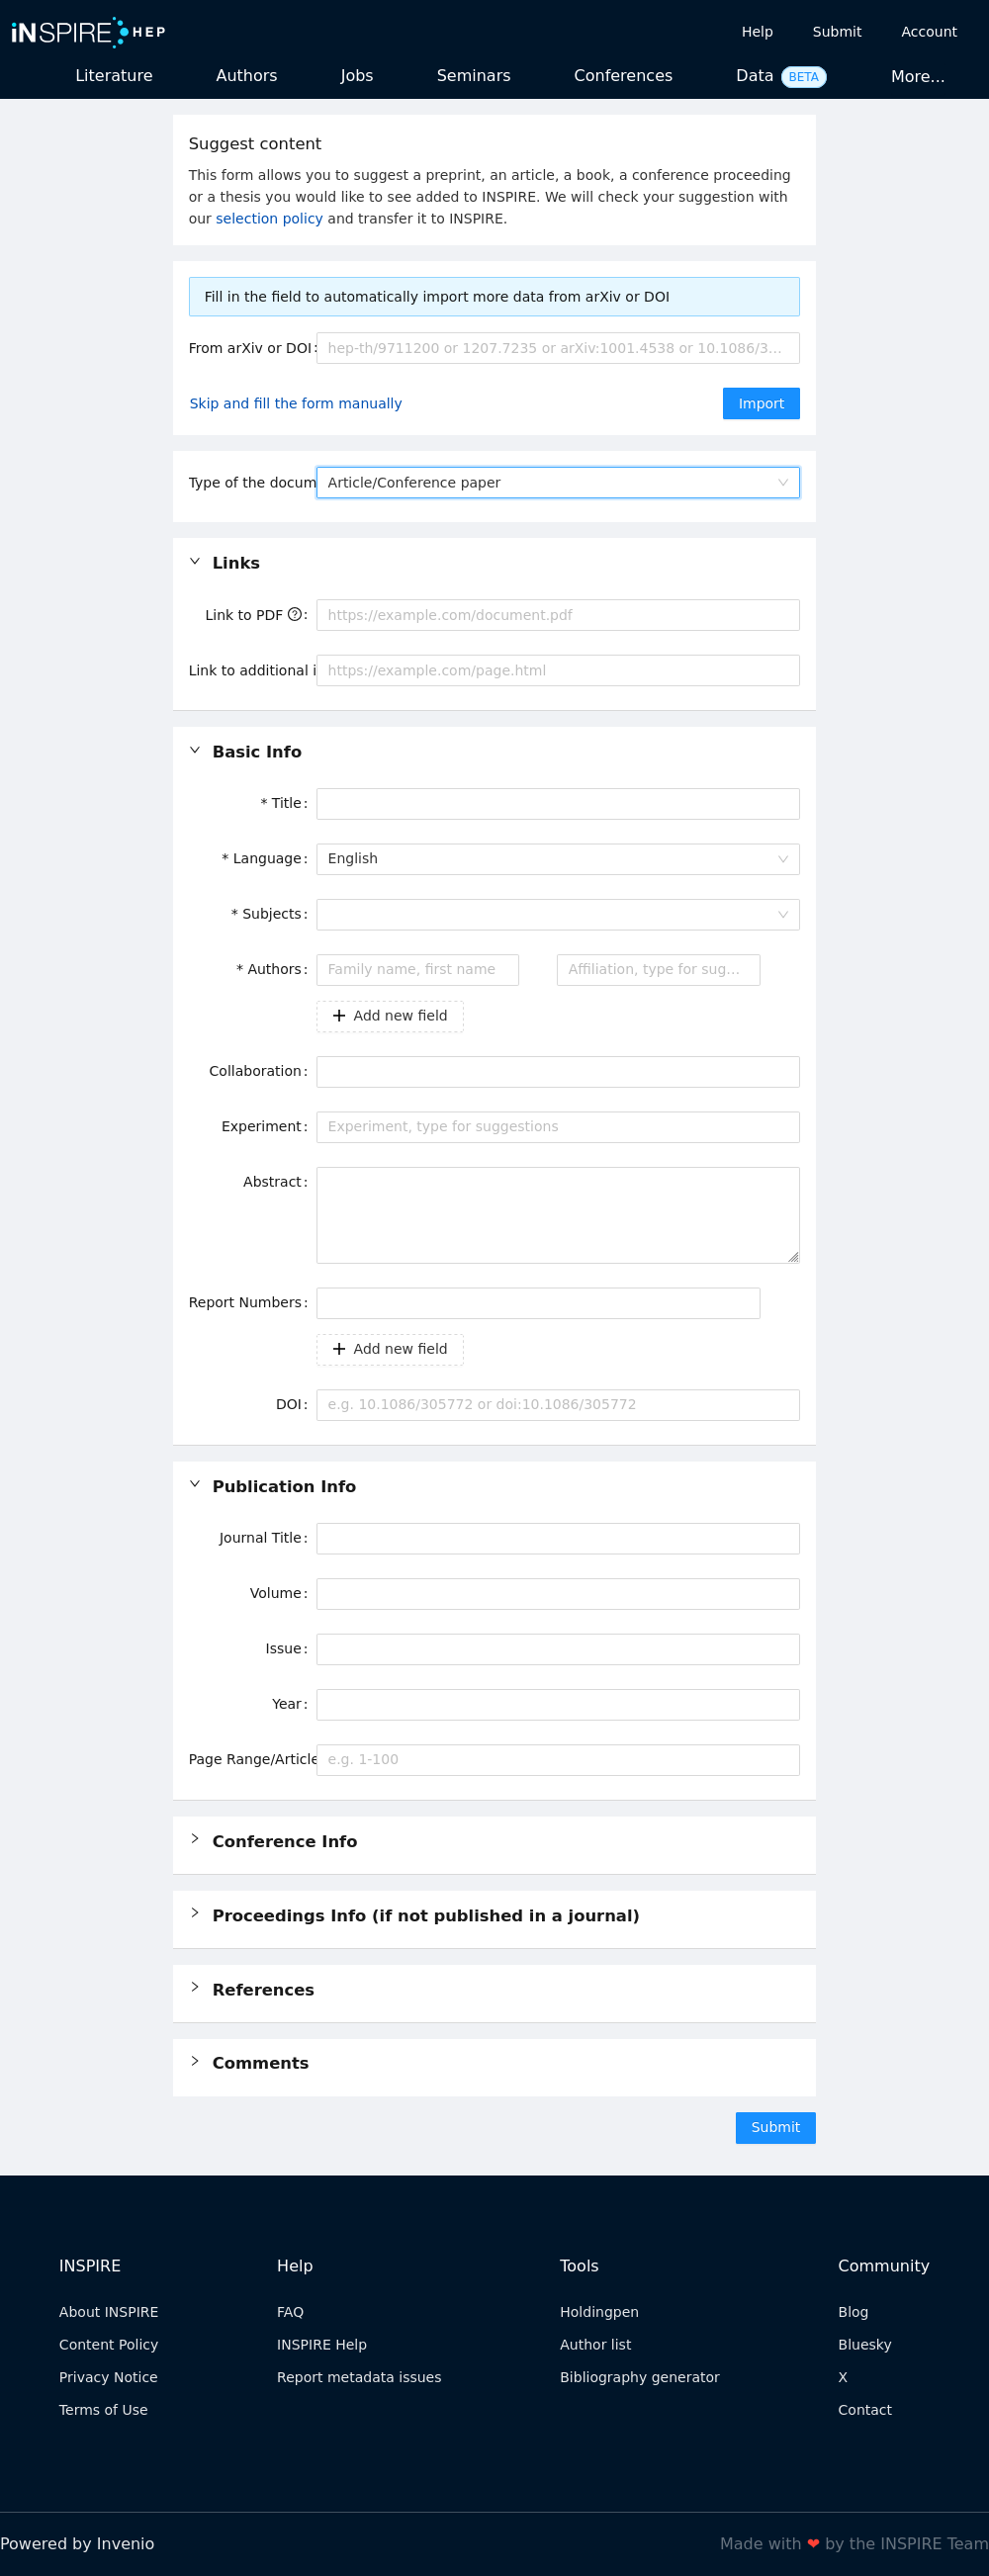 iNSPIRE HEP
Help Submit Account
Literature Authors Jobs Seminars Conferences Data BETA More...
Suggest content
This form allows you to suggest a preprint, an article, a book, a conference proceeding
or a thesis you would like to see added to INSPIRE. We will check your suggestion with
our selection policy and transfer it to INSPIRE.
Fill in the field to automatically import more data from arXiv or DOI
From arXiv or DOI: hep-th/9711200 or 1207.7235 or arXiv:1001.4538 or 10.1086/3...
Skip and fill the form manually Import
Type of the docum Article/Conference paper
Links
Link to PDF : https://example.com/document.pdf
Link to additional i https://example.com/page.html
Basic Info
* Title:
* Language: English
* Subjects:
* Authors: Family name, first name Affiliation, type for sug...
+ Add new field
Collaboration:
Experiment: Experiment, type for suggestions
Abstract:
Report Numbers:
+ Add new field
DOI: e.g. 10.1086/305772 or doi:10.1086/305772
Publication Info
Journal Title:
Volume:
Issue:
Year:
Page Range/Article e.g. 1-100
Conference Info
Proceedings Info (if not published in a journal)
References
Comments
Submit
INSPIRE
About INSPIRE
Content Policy
Privacy Notice
Terms of Use
Help
FAQ
INSPIRE Help
Report metadata issues
Tools
Holdingpen
Author list
Bibliography generator
Community
Blog
Bluesky
X
Contact
Powered by Invenio
Made with ❤ by the INSPIRE Team